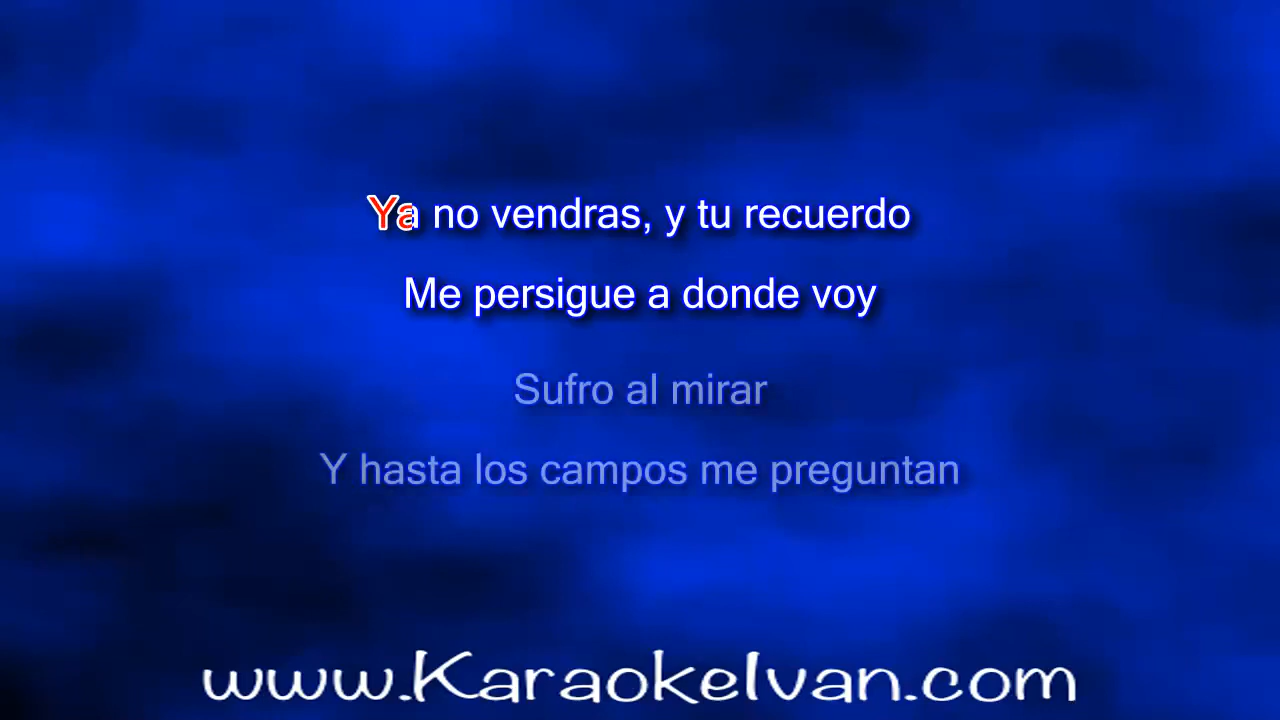 Ya no vendras, y tu recuerdo
Me persigue a donde voy
Sufro al mirar
Y hasta los campos me preguntan
www.KaraokeIvan.com